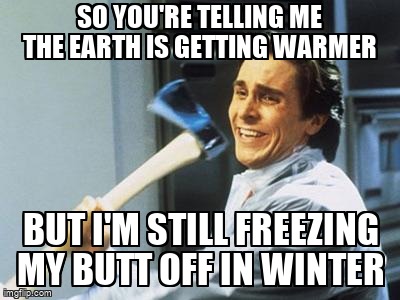 SO YOU'RE TELLING ME
THE EARTH IS GETTING WARMER
BUT I'M STILL FREEZING
MY BUTT OFF IN WINTER
imgflip.com